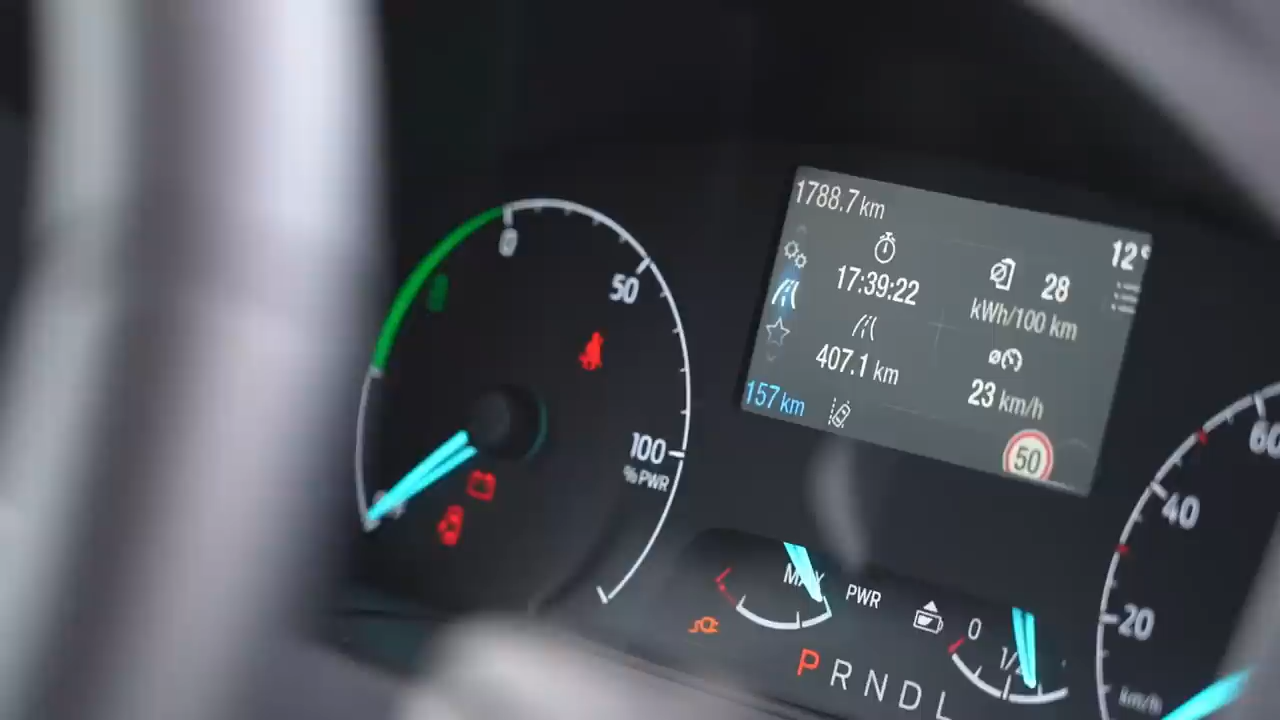 1788.7 km
12°
17:39:22
28
kWh/100 km
407.1 km
23 km/h
157 km
50
0
50
100
% PWR
MAX
PWR
0
1/2
P R N D L
60
40
20
km/h